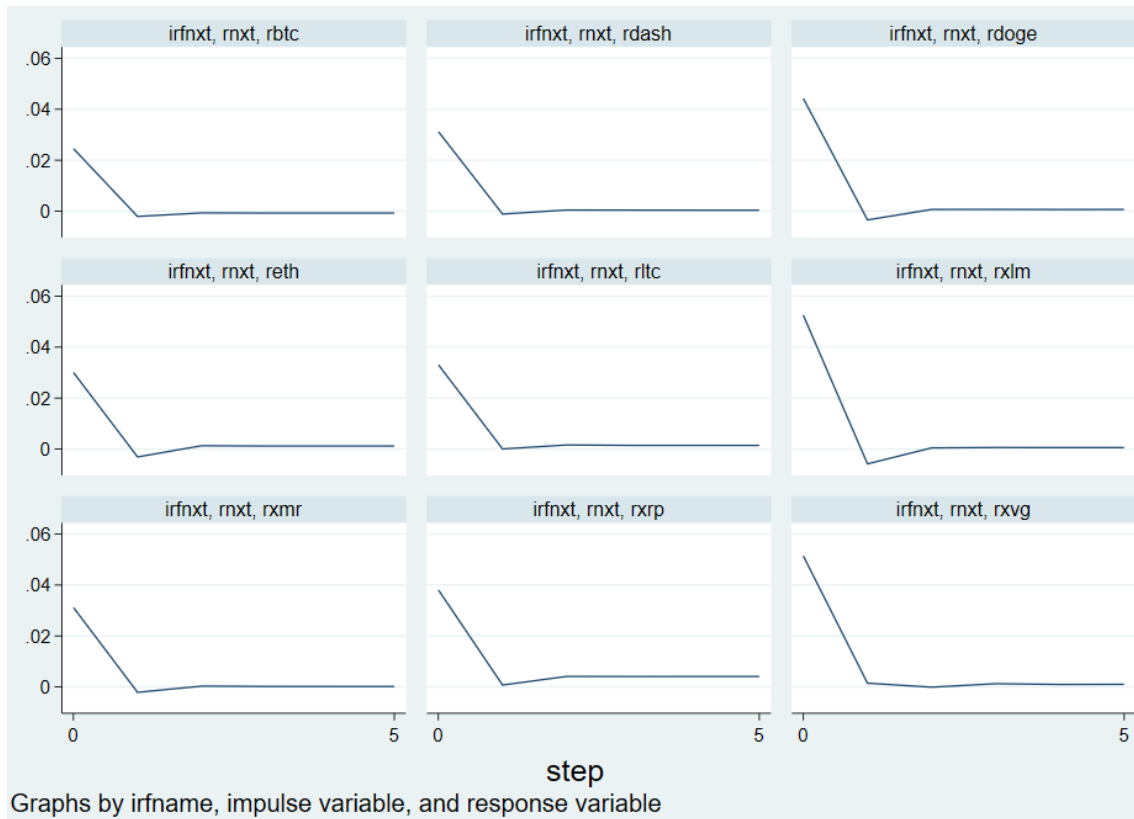 irfnxt, rnxt, rbtc
irfnxt, rnxt, rdash
irfnxt, rnxt, rdoge
.06
.04
.02
0
irfnxt, rnxt, reth
irfnxt, rnxt, rltc
irfnxt, rnxt, rxlm
.06
.04
.02
0
irfnxt, rnxt, rxmr
irfnxt, rnxt, rxrp
irfnxt, rnxt, rxvg
.06
.04
.02
0
0 5
0 5
0 5
step
Graphs by irfname, impulse variable, and response variable